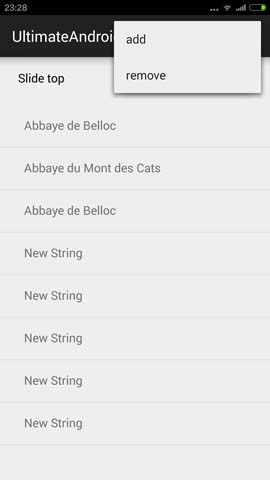 23:28
UltimateAndroid
add
remove
Slide top
Abbaye de Belloc
Abbaye du Mont des Cats
Abbaye de Belloc
New String
New String
New String
New String
New String